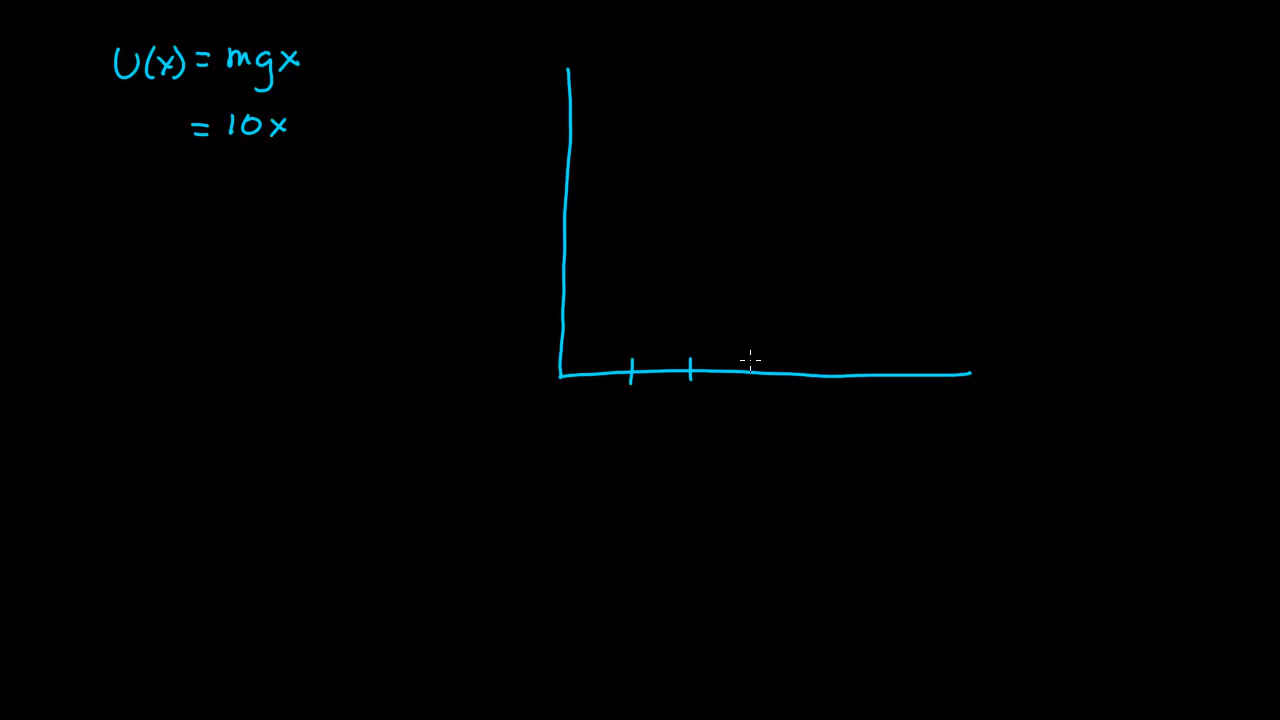 U(x) = mgx
= 10x